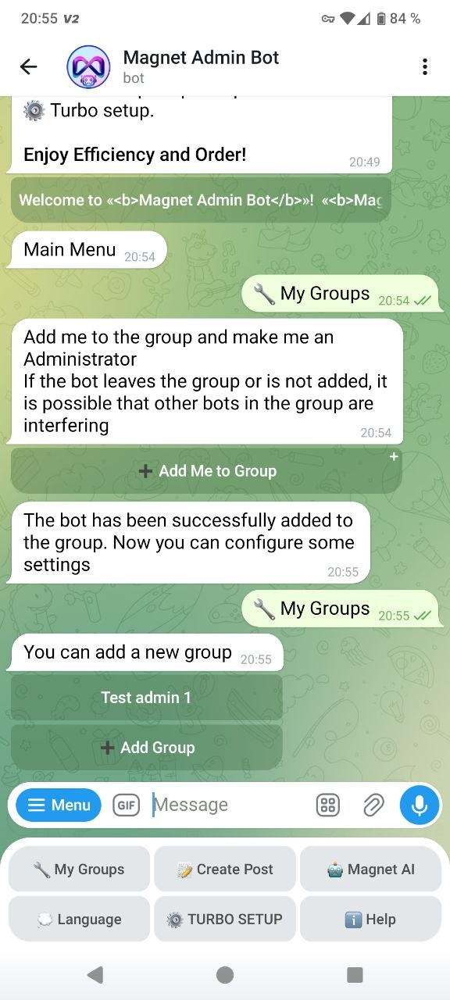 20:55 V2
84 %
Magnet Admin Bot
bot
Turbo setup.
Enjoy Efficiency and Order!
20:49
Welcome to «<b>Magnet Admin Bot</b>»! «<b>Mag
Main Menu 20:54
My Groups 20:54
Add me to the group and make me an
Administrator
If the bot leaves the group or is not added, it
is possible that other bots in the group are
interfering
20:54
+ Add Me to Group
The bot has been successfully added to
the group. Now you can configure some
settings
20:55
My Groups 20:55
You can add a new group 20:55
Test admin 1
+ Add Group
Menu GIF Message
My Groups Create Post Magnet AI
Language TURBO SETUP Help